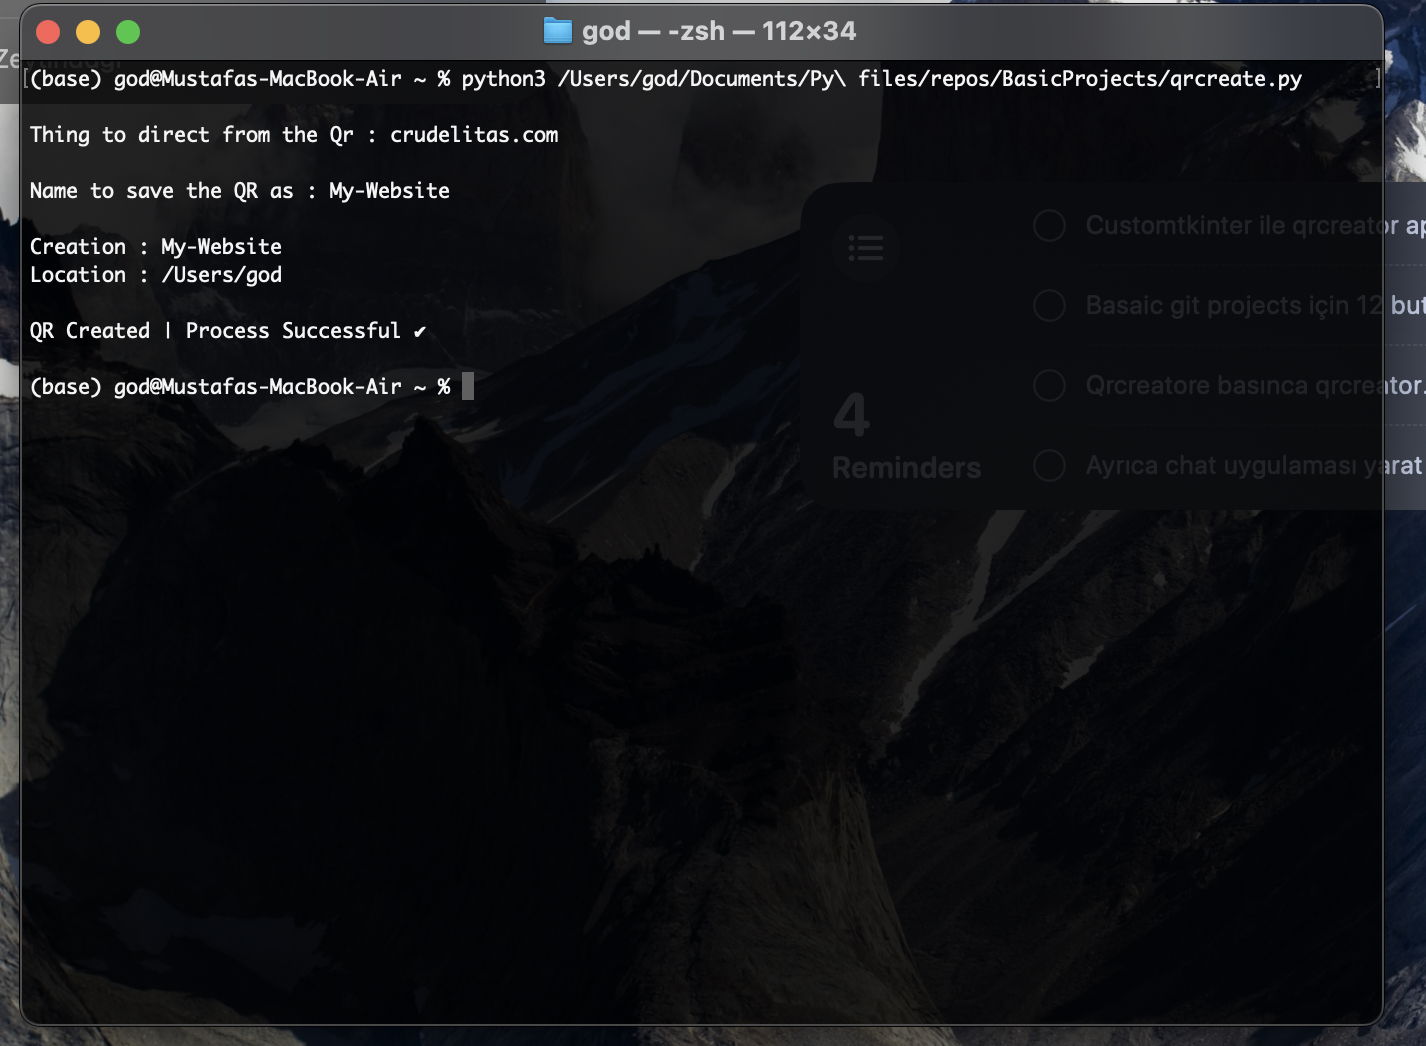 god — -zsh — 112×34
(base) god@Mustafas-MacBook-Air ~ % python3 /Users/god/Documents/Py\ files/repos/BasicProjects/qrcreate.py
Thing to direct from the Qr : crudelitas.com
Name to save the QR as : My-Website
Creation : My-Website
Location : /Users/god
QR Created | Process Successful ✔
(base) god@Mustafas-MacBook-Air ~ %
4
Reminders
Customtkinter ile qrcreator
Basaic git projects için 12
Qrcreatore basınca qrcreator.
Ayrıca chat uygulaması yarat